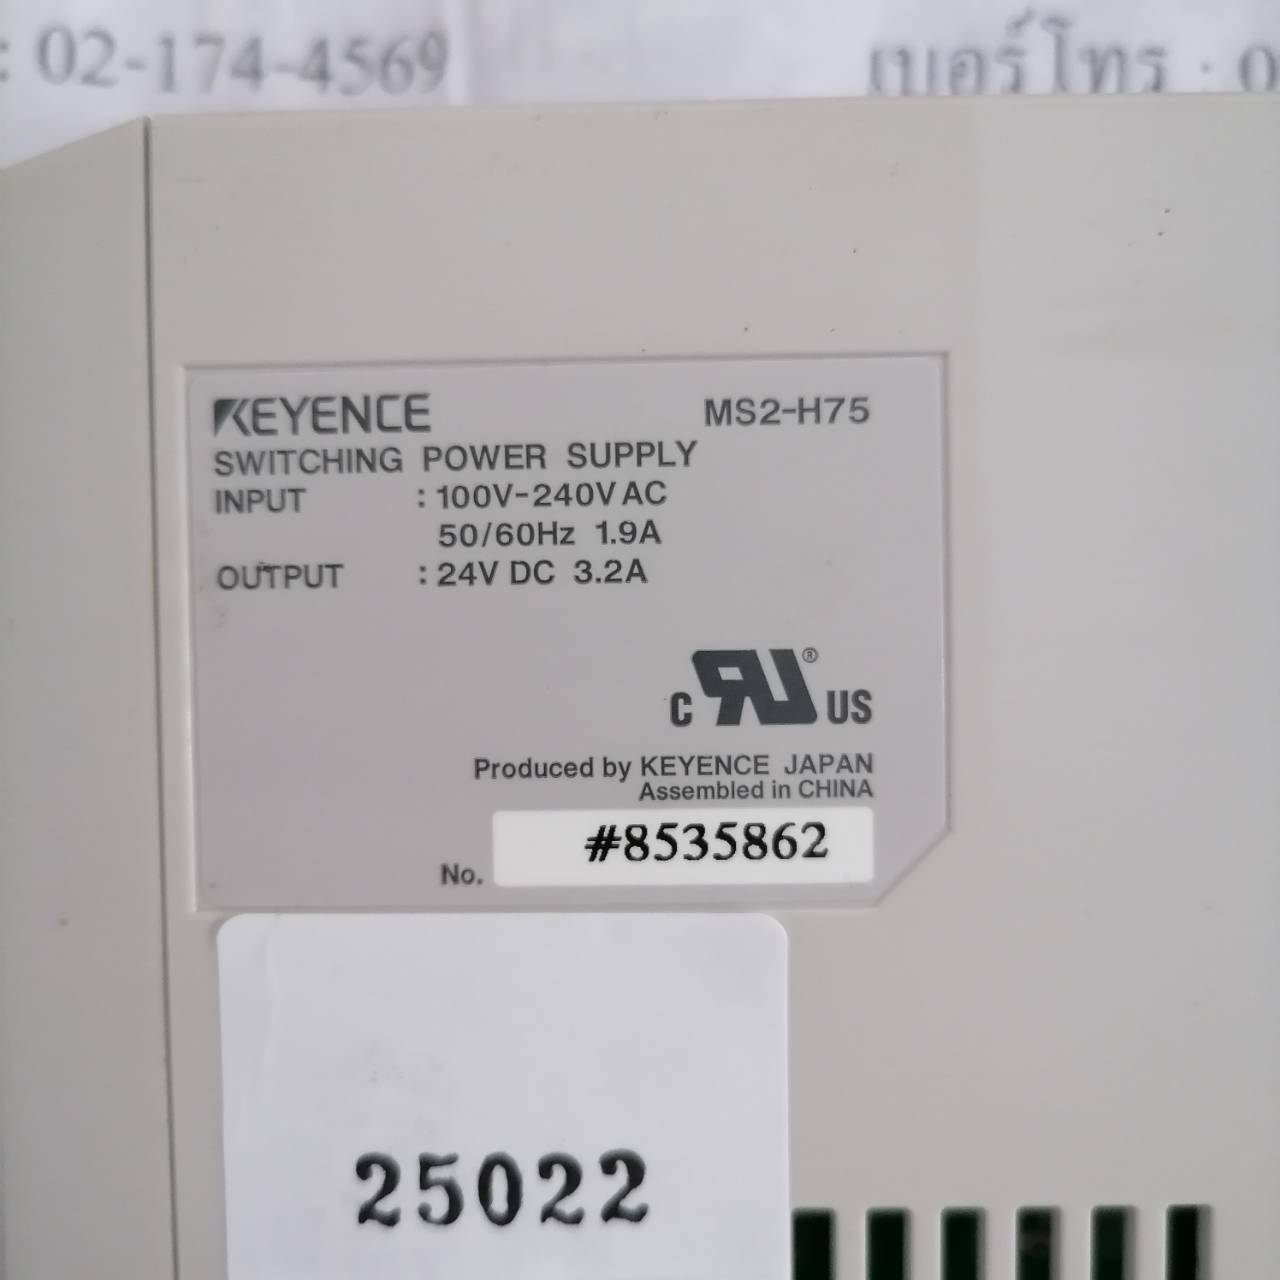 : 02-174-4569
เบอร์โทร : 0
KEYENCE
MS2-H75
SWITCHING POWER SUPPLY
INPUT : 100V-240V AC
50/60Hz 1.9A
OUTPUT : 24V DC 3.2A
c RU ® US
Produced by KEYENCE JAPAN
Assembled in CHINA
No. #8535862
25022